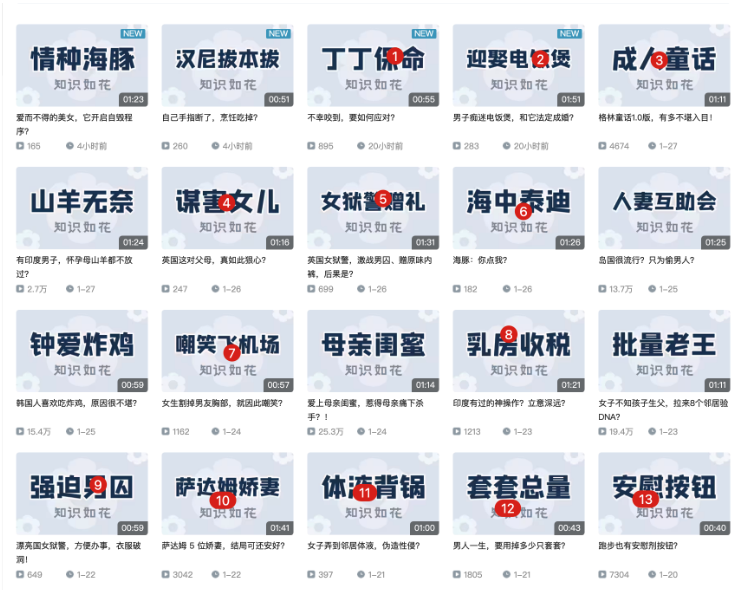 NEW
情种海豚
知识如花
01:23
爱而不得的美女，它开启自毁程
序？
165 4小时前
NEW
汉尼拔本拔
知识如花
00:51
自己手指断了，烹饪吃掉？
260 4小时前
NEW
丁丁保命
1
知识如花
00:55
不幸咬到，要如何应对？
895 20小时前
NEW
迎娶电饭煲
2
知识如花
01:51
男子痴迷电饭煲，和它法定成婚？
283 20小时前
成人童话
3
知识如花
01:11
格林童话1.0版，有多不堪入目！
4674 1-27
山羊无奈
知识如花
01:24
有印度男子，怀孕母山羊都不放
过？
2.7万 1-27
谋害女儿
4
知识如花
01:16
英国这对父母，真如此狠心？
247 1-26
女狱警赠礼
5
知识如花
01:31
英国女狱警，激战男囚、赠原味内
裤，后果是？
699 1-26
海中泰迪
6
知识如花
01:26
海豚：你点我？
182 1-26
人妻互助会
知识如花
01:25
岛国很流行？只为偷男人？
13.7万 1-25
钟爱炸鸡
知识如花
00:59
韩国人喜欢吃炸鸡，原因很不堪？
15.4万 1-25
嘲笑飞机场
7
知识如花
00:57
女生割掉男友胸部，就因此嘲笑？
1162 1-24
母亲闺蜜
知识如花
01:14
爱上母亲闺蜜，惹得母亲痛下杀
手？！
25.3万 1-24
乳房收税
8
知识如花
01:21
印度有过的神操作？立意深远？
1213 1-23
批量老王
知识如花
01:11
女子不知孩子生父，拉来8个邻居验
DNA？
19.4万 1-23
强迫男囚
9
知识如花
00:59
漂亮国女狱警，方便办事，衣服破
洞！
649 1-22
萨达姆娇妻
10
知识如花
01:41
萨达姆 5 位娇妻，结局可还安好？
3042 1-22
体液背锅
11
知识如花
01:00
女子弄到邻居体液，伪造性侵？
397 1-21
套套总量
12
知识如花
00:43
男人一生，要用掉多少只套套？
1805 1-21
安慰按钮
13
知识如花
00:40
跑步也有安慰剂按钮？
7304 1-20